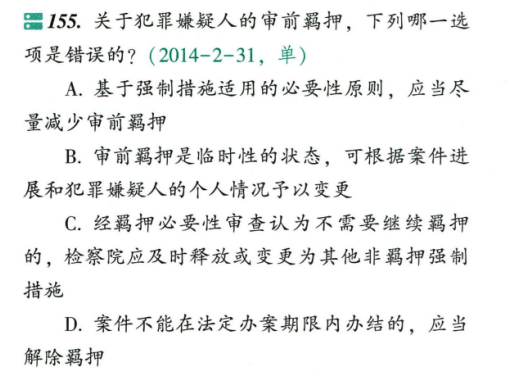 155. 关于犯罪嫌疑人的审前羁押，下列哪一选
项是错误的？（2014-2-31，单）
A. 基于强制措施适用的必要性原则，应当尽
量减少审前羁押
B. 审前羁押是临时性的状态，可根据案件进
展和犯罪嫌疑人的个人情况予以变更
C. 经羁押必要性审查认为不需要继续羁押
的，检察院应及时释放或变更为其他非羁押强制
措施
D. 案件不能在法定办案期限内办结的，应当
解除羁押